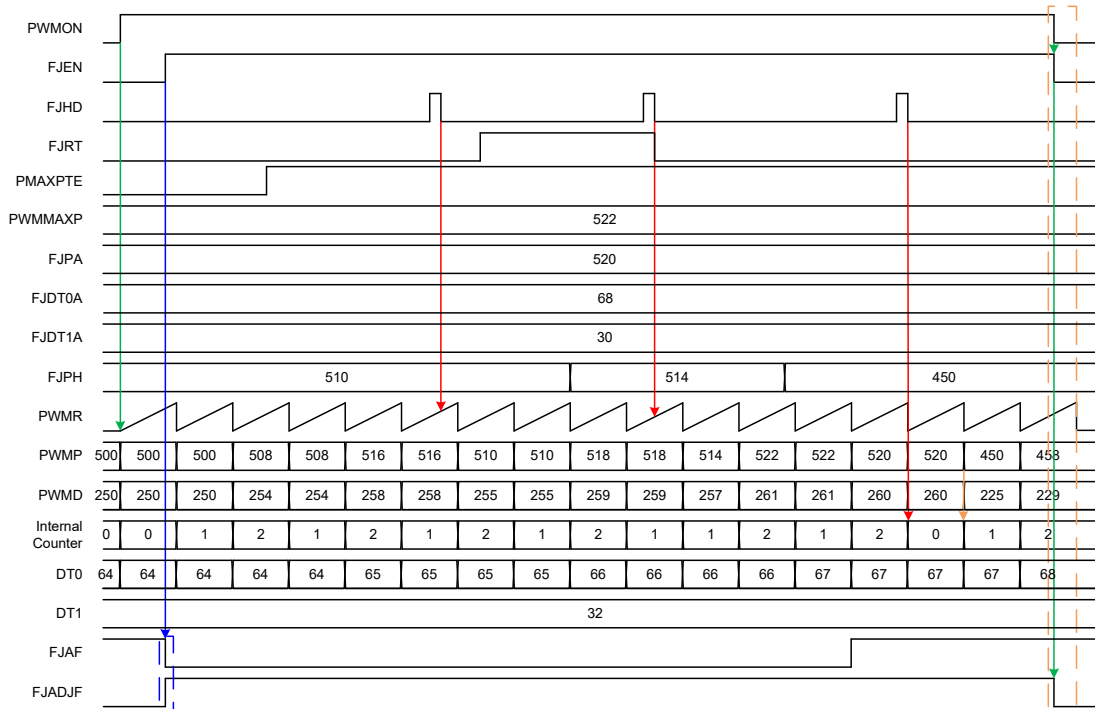 PWMON
FJEN
FJHD
FJRT
PMAXPTE
PWMMAXP 522
FJPA 520
FJDT0A 68
FJDT1A 30
FJPH 510 514 450
PWMR
PWMP 500 500 500 508 508 516 516 510 510 518 518 514 522 522 520 520 450 458
PWMD 250 250 250 254 254 258 258 255 255 259 259 257 261 261 260 260 225 229
Internal
Counter 0 0 1 2 1 2 1 2 1 2 1 1 2 1 2 0 1 2
DT0 64 64 64 64 64 65 65 65 65 66 66 66 66 67 67 67 67 68
DT1 32
FJAF
FJADJF